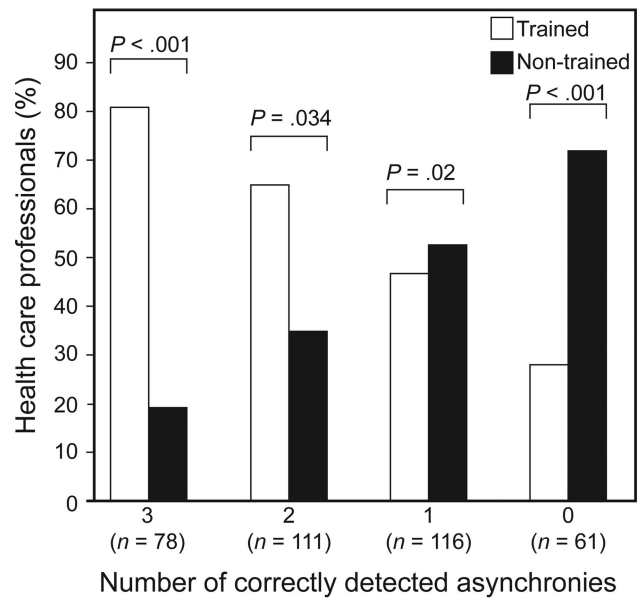 Trained
Non-trained
P < .001
P = .034
P = .02
P < .001
Health care professionals (%)
90
80
70
60
50
40
30
20
10
0
3
2
1
0
(n = 78)
(n = 111)
(n = 116)
(n = 61)
Number of correctly detected asynchronies